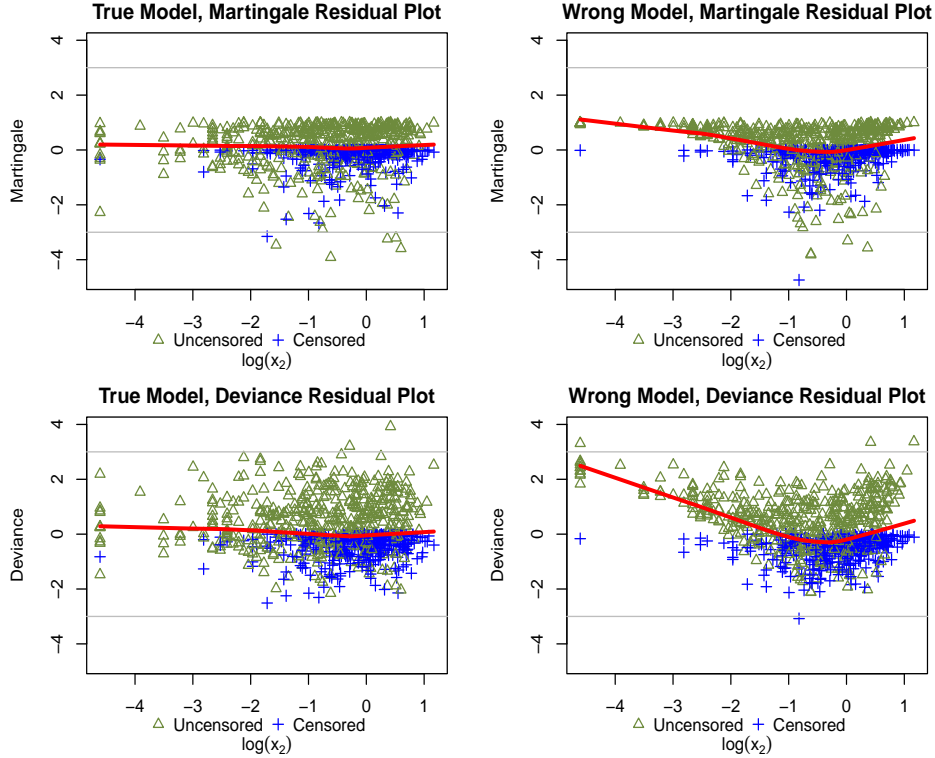 True Model, Martingale Residual Plot
Martingale
4
2
0
−2
−4
−4 −3 −2 −1 0 1
Uncensored Censored
log(x₂)
Wrong Model, Martingale Residual Plot
Martingale
4
2
0
−2
−4
−4 −3 −2 −1 0 1
Uncensored Censored
log(x₂)
True Model, Deviance Residual Plot
Deviance
4
2
0
−2
−4
−4 −3 −2 −1 0 1
Uncensored Censored
log(x₂)
Wrong Model, Deviance Residual Plot
Deviance
4
2
0
−2
−4
−4 −3 −2 −1 0 1
Uncensored Censored
log(x₂)